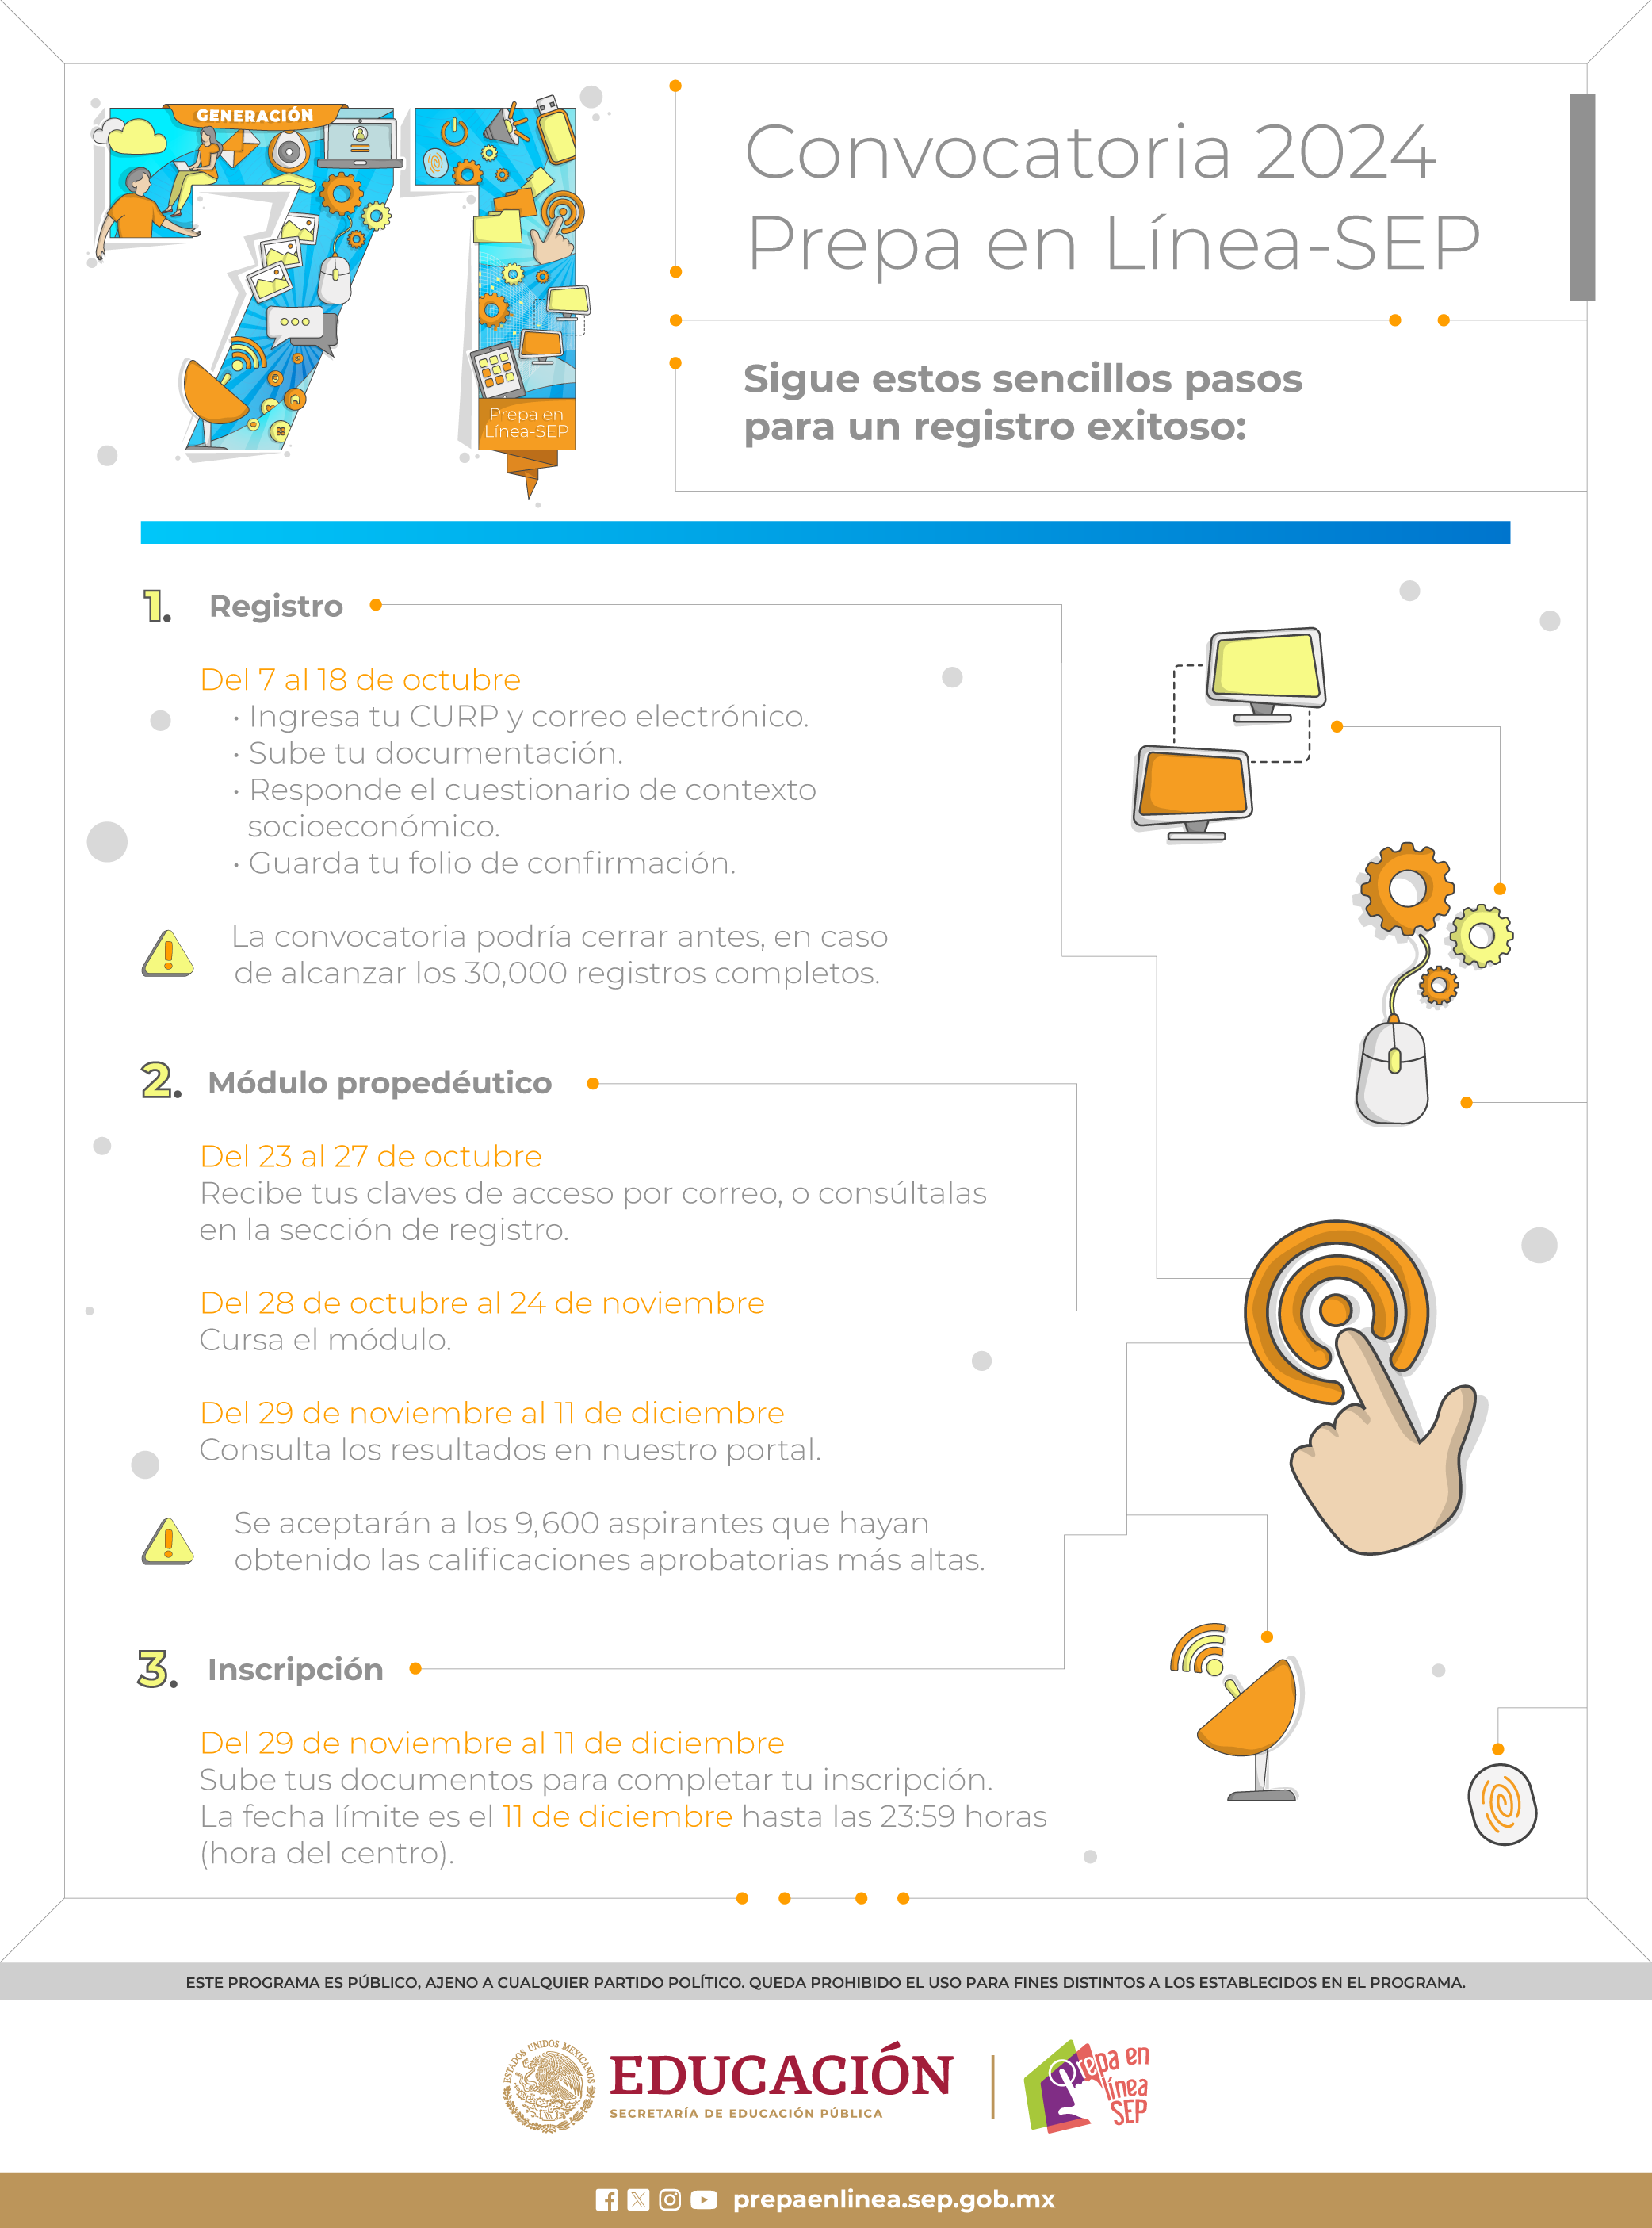 GENERACIÓN
71
Prepa en
Línea-SEP
Convocatoria 2024
Prepa en Línea-SEP
Sigue estos sencillos pasos
para un registro exitoso:
1. Registro
Del 7 al 18 de octubre
• Ingresa tu CURP y correo electrónico.
• Sube tu documentación.
• Responde el cuestionario de contexto
socioeconómico.
• Guarda tu folio de confirmación.
La convocatoria podría cerrar antes, en caso
de alcanzar los 30,000 registros completos.
2. Módulo propedéutico
Del 23 al 27 de octubre
Recibe tus claves de acceso por correo, o consúltalas
en la sección de registro.
Del 28 de octubre al 24 de noviembre
Cursa el módulo.
Del 29 de noviembre al 11 de diciembre
Consulta los resultados en nuestro portal.
Se aceptarán a los 9,600 aspirantes que hayan
obtenido las calificaciones aprobatorias más altas.
3. Inscripción
Del 29 de noviembre al 11 de diciembre
Sube tus documentos para completar tu inscripción.
La fecha límite es el 11 de diciembre hasta las 23:59 horas
(hora del centro).
ESTE PROGRAMA ES PÚBLICO, AJENO A CUALQUIER PARTIDO POLÍTICO. QUEDA PROHIBIDO EL USO PARA FINES DISTINTOS A LOS ESTABLECIDOS EN EL PROGRAMA.
ESTADOS UNIDOS MEXICANOS
EDUCACIÓN
SECRETARÍA DE EDUCACIÓN PÚBLICA
Prepa en
línea
SEP
prepaenlinea.sep.gob.mx